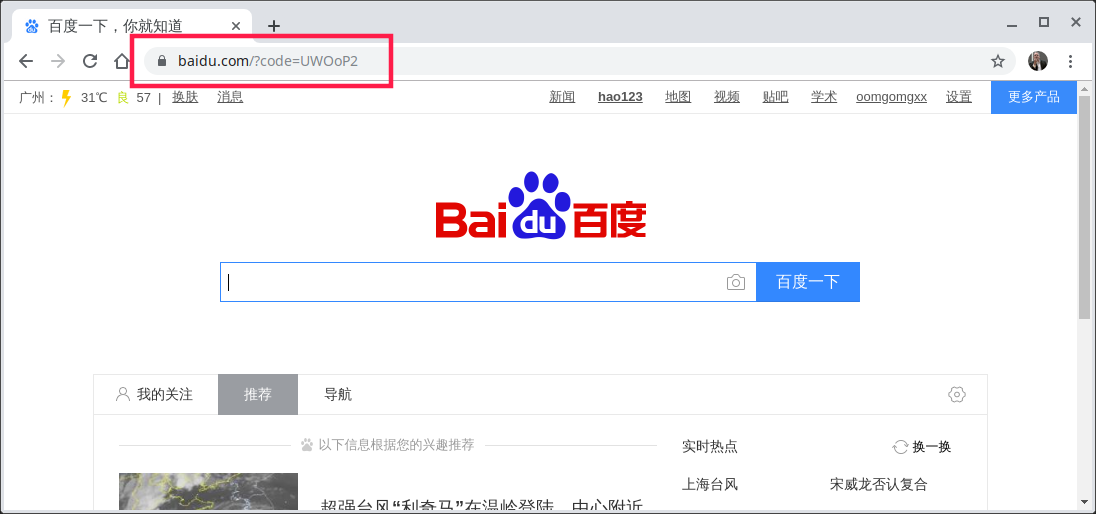 百度一下，你就知道
baidu.com/?code=UWOoP2
广州： 31℃ 良 57 | 换肤 消息 新闻 hao123 地图 视频 贴吧 学术 oomgomgxx 设置 更多产品
Bai du 百度
百度一下
我的关注 推荐 导航
以下信息根据您的兴趣推荐
实时热点 换一换
上海台风 宋威龙否认复合
超强台风“利奇马”在温岭登陆，中心附近